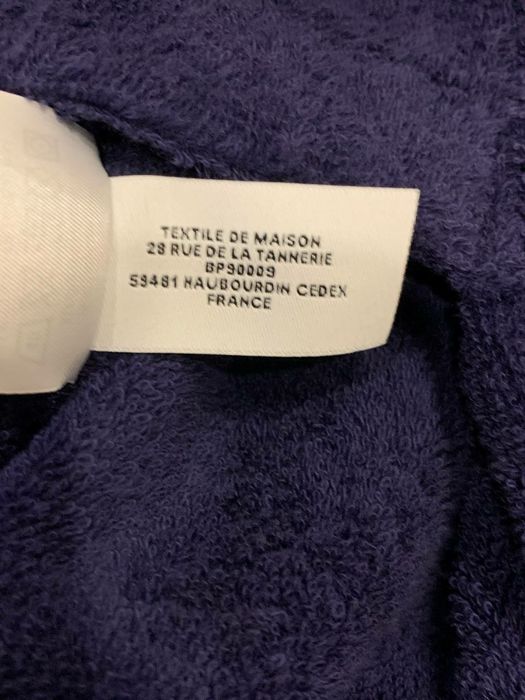 TEXTILE DE MAISON
28 RUE DE LA TANNERIE
BP90009
59481 HAUBOURDIN CEDEX
FRANCE